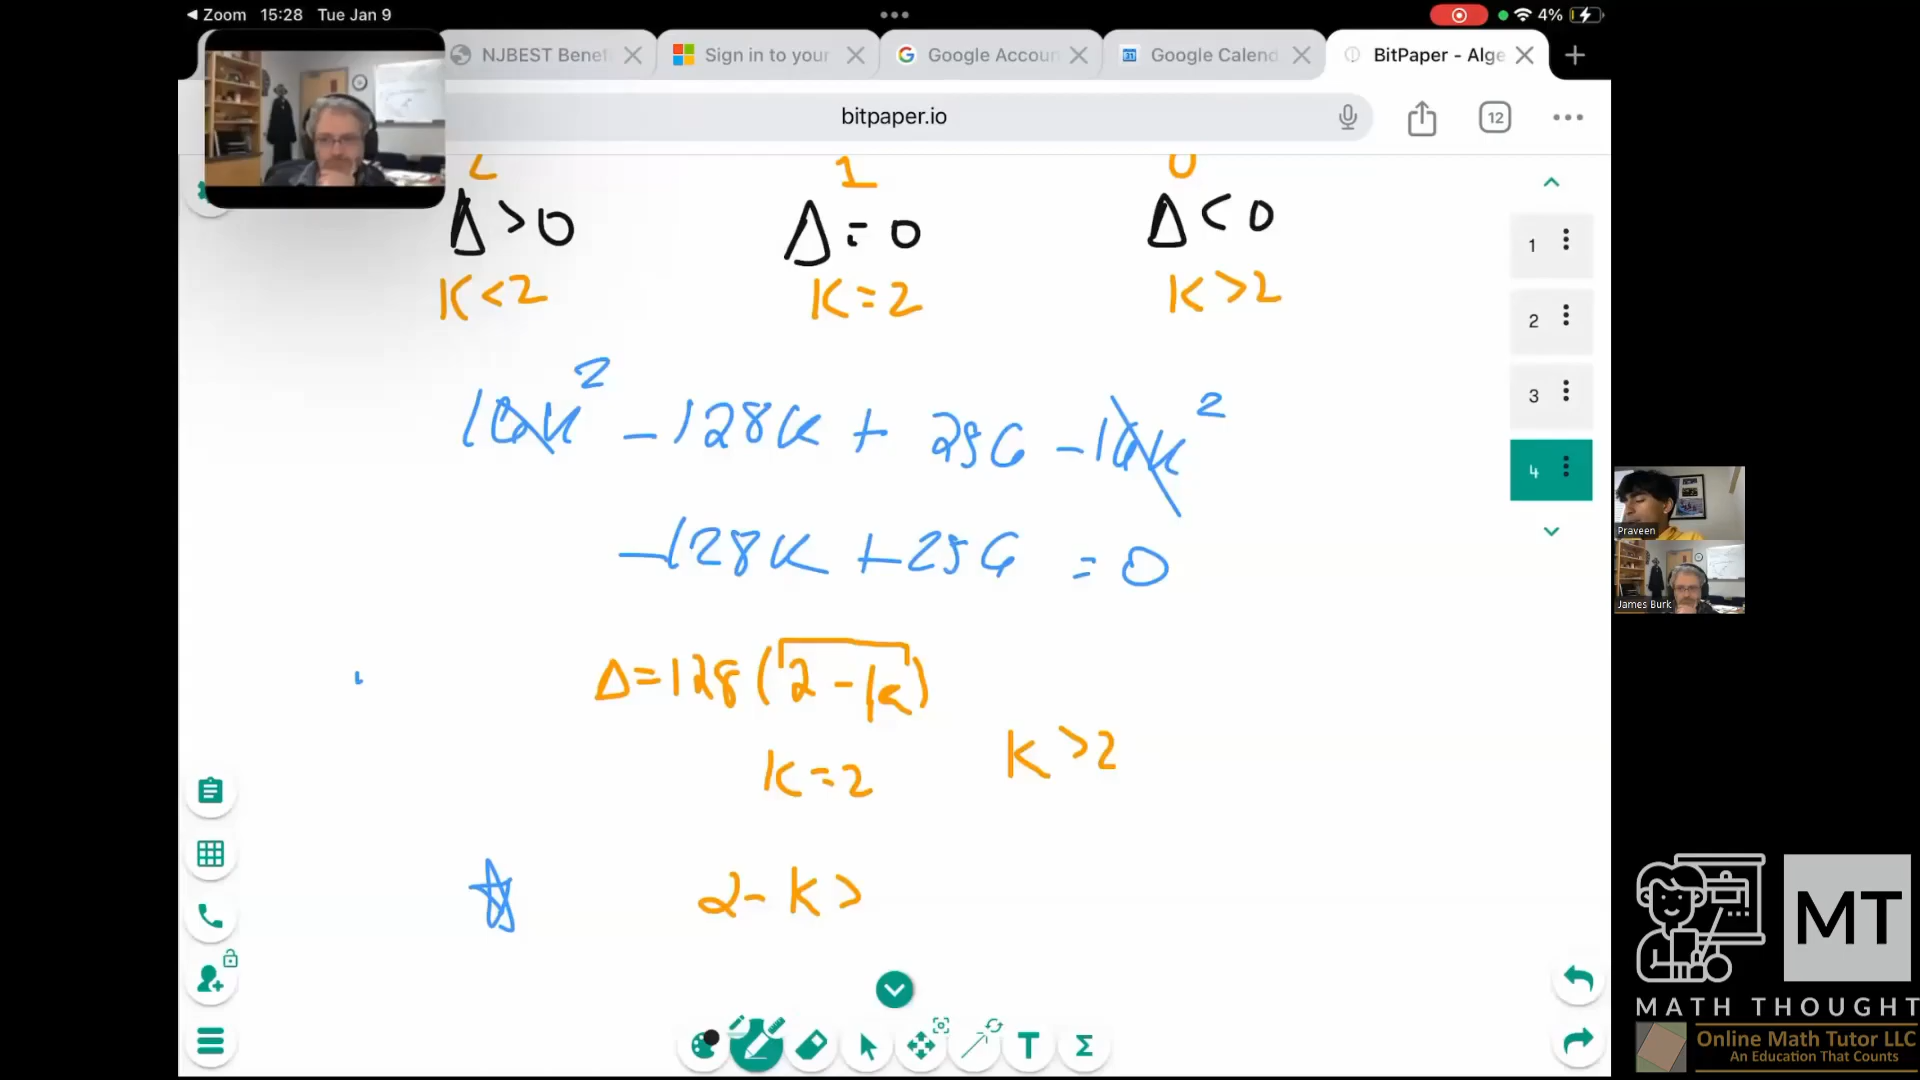 Zoom 15:28 Tue Jan 9
4%
NJBEST Benef
Sign in to your
Google Accoun
Google Calend
BitPaper - Alge
bitpaper.io
12
2 1 0
Δ > 0 Δ = 0 Δ < 0
K < 2 K = 2 K > 2
16K² - 128K + 256 - 16K²
-128K + 256 = 0
Δ = 128 (2 - K)
K = 2 K > 2
2 - K >
1
2
3
4
T Σ
Praveen
James Burk
MT
MATH THOUGHT
Online Math Tutor LLC
An Education That Counts